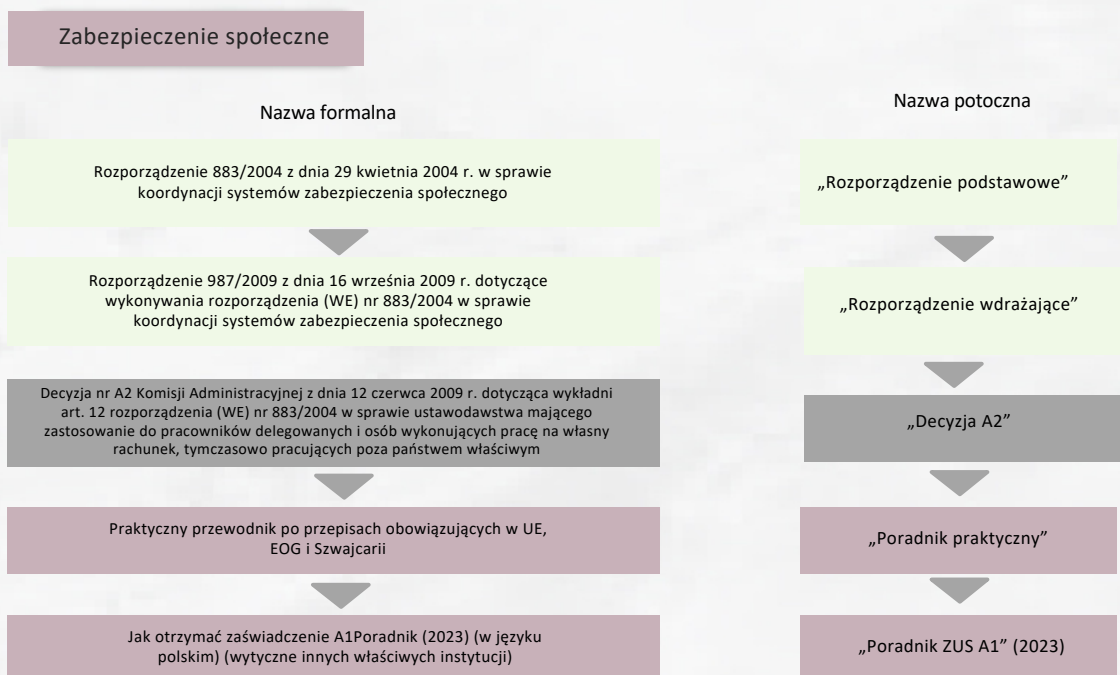 Zabezpieczenie społeczne
Nazwa formalna
Nazwa potoczna
Rozporządzenie 883/2004 z dnia 29 kwietnia 2004 r. w sprawie
koordynacji systemów zabezpieczenia społecznego
„Rozporządzenie podstawowe”
Rozporządzenie 987/2009 z dnia 16 września 2009 r. dotyczące
wykonywania rozporządzenia (WE) nr 883/2004 w sprawie
koordynacji systemów zabezpieczenia społecznego
„Rozporządzenie wdrażające”
Decyzja nr A2 Komisji Administracyjnej z dnia 12 czerwca 2009 r. dotycząca wykładni
art. 12 rozporządzenia (WE) nr 883/2004 w sprawie ustawodawstwa mającego
zastosowanie do pracowników delegowanych i osób wykonujących pracę na własny
rachunek, tymczasowo pracujących poza państwem właściwym
„Decyzja A2”
Praktyczny przewodnik po przepisach obowiązujących w UE,
EOG i Szwajcarii
„Poradnik praktyczny”
Jak otrzymać zaświadczenie A1Poradnik (2023) (w języku
polskim) (wytyczne innych właściwych instytucji)
„Poradnik ZUS A1” (2023)